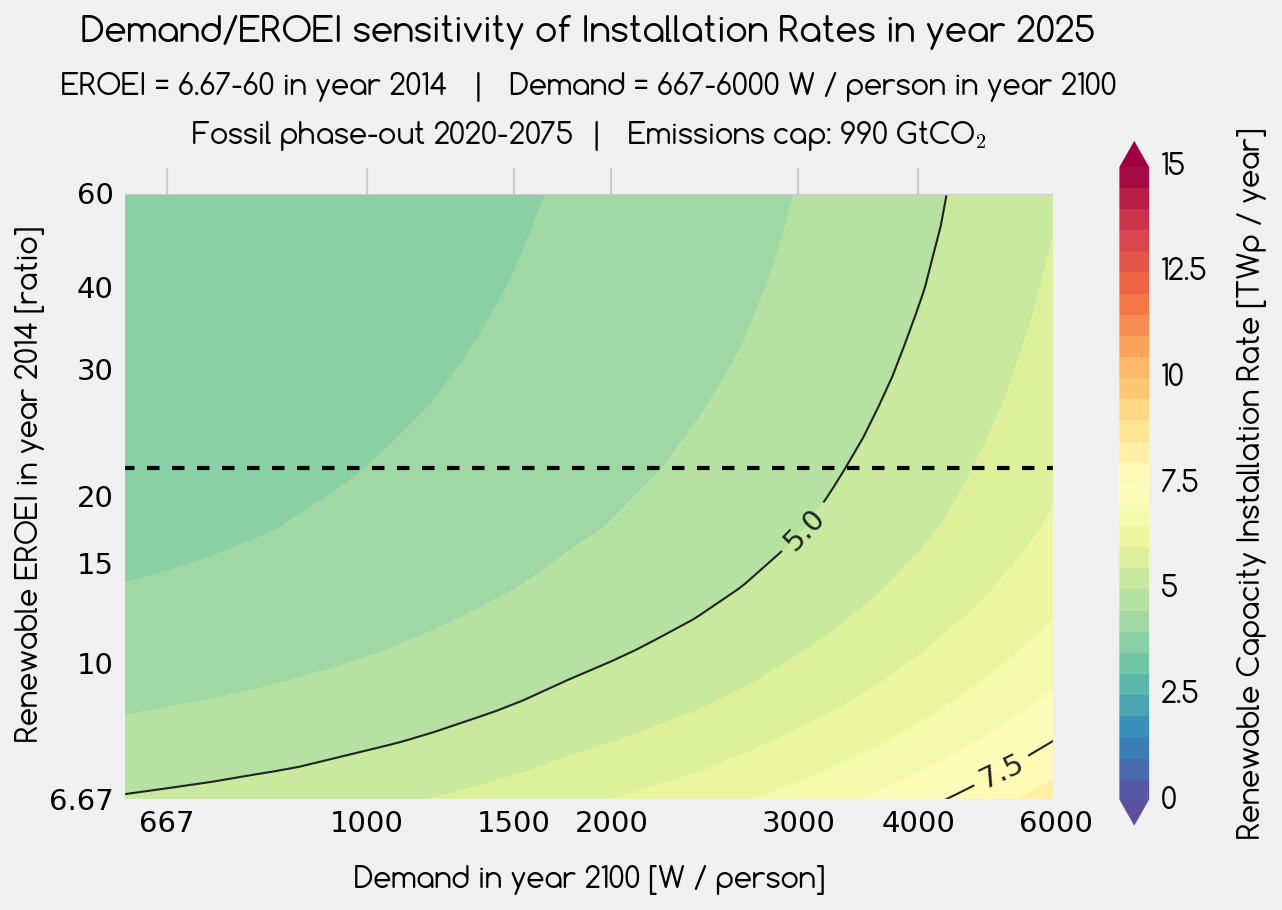 Demand/EROEI sensitivity of Installation Rates in year 2025
EROEI = 6.67-60 in year 2014 | Demand = 667-6000 W / person in year 2100
Fossil phase-out 2020-2075 | Emissions cap: 990 GtCO₂
Renewable EROEI in year 2014 [ratio]
60
40
30
20
15
10
6.67
5.0
7.5
667 1000 1500 2000 3000 4000 6000
Demand in year 2100 [W / person]
15
12.5
10
7.5
5
2.5
0
Renewable Capacity Installation Rate [TWp / year]